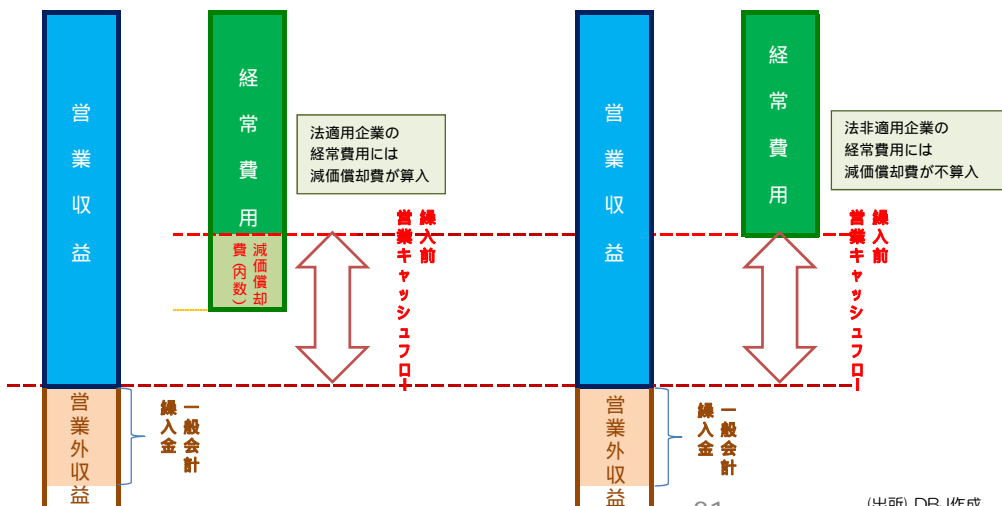 営業収益
経常費用
減価償却
費(内数)
法適用企業の
経常費用には
減価償却費が算入
繰入前
営業キャッシュフロー
営業外収益
一般会計
繰入金
営業収益
経常費用
法非適用企業の
経常費用には
減価償却費が不算入
繰入前
営業キャッシュフロー
営業外収益
一般会計
繰入金
(出所) DBJ作成